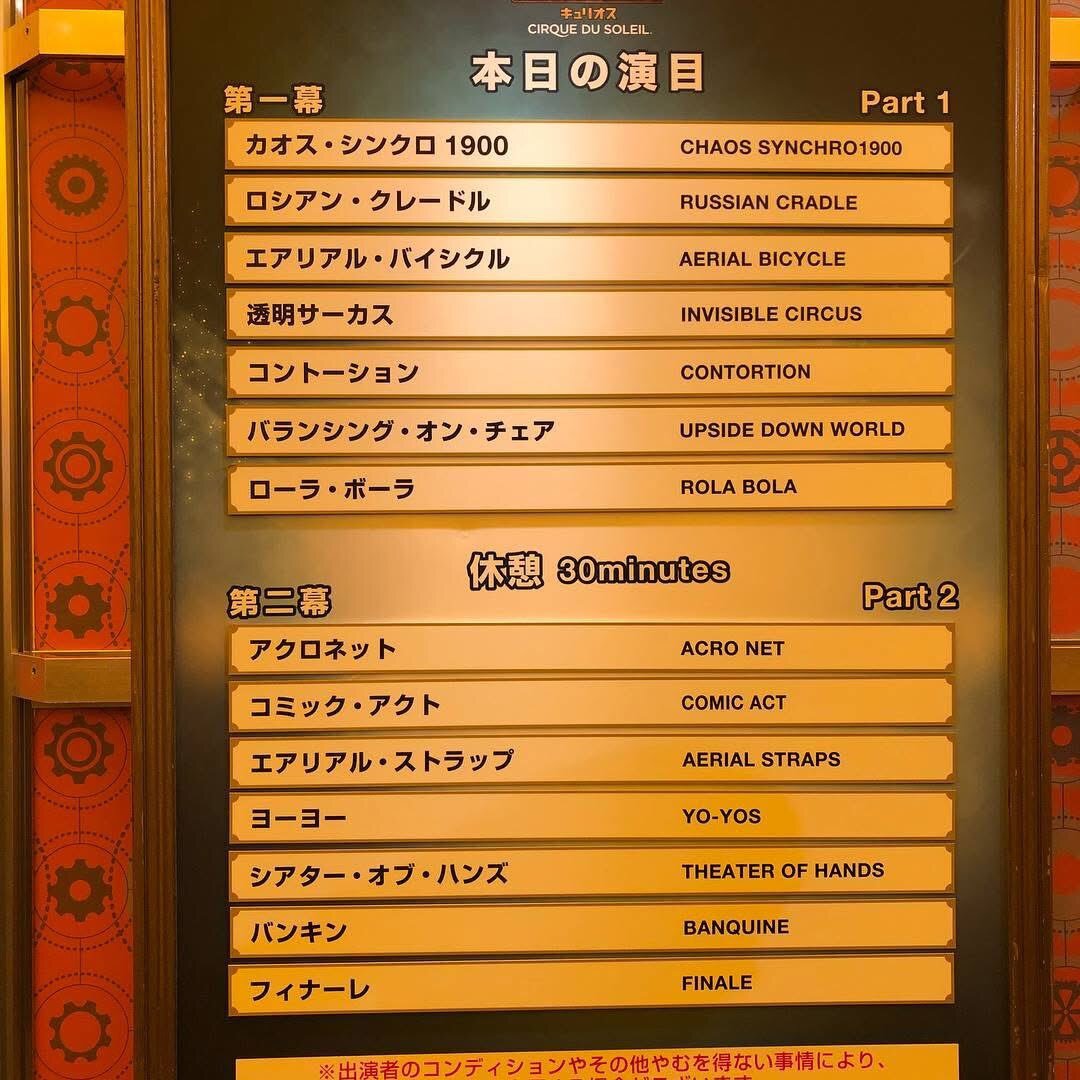 キュリオス
CIRQUE DU SOLEIL
本日の演目
第一幕 Part 1
カオス・シンクロ 1900 CHAOS SYNCHRO1900
ロシアン・クレードル RUSSIAN CRADLE
エアリアル・バイシクル AERIAL BICYCLE
透明サーカス INVISIBLE CIRCUS
コントーション CONTORTION
バランシング・オン・チェア UPSIDE DOWN WORLD
ローラ・ボーラ ROLA BOLA
休憩 30minutes
第二幕 Part 2
アクロネット ACRO NET
コミック・アクト COMIC ACT
エアリアル・ストラップ AERIAL STRAPS
ヨーヨー YO-YOS
シアター・オブ・ハンズ THEATER OF HANDS
バンキン BANQUINE
フィナーレ FINALE
※出演者のコンディションやその他やむを得ない事情により、